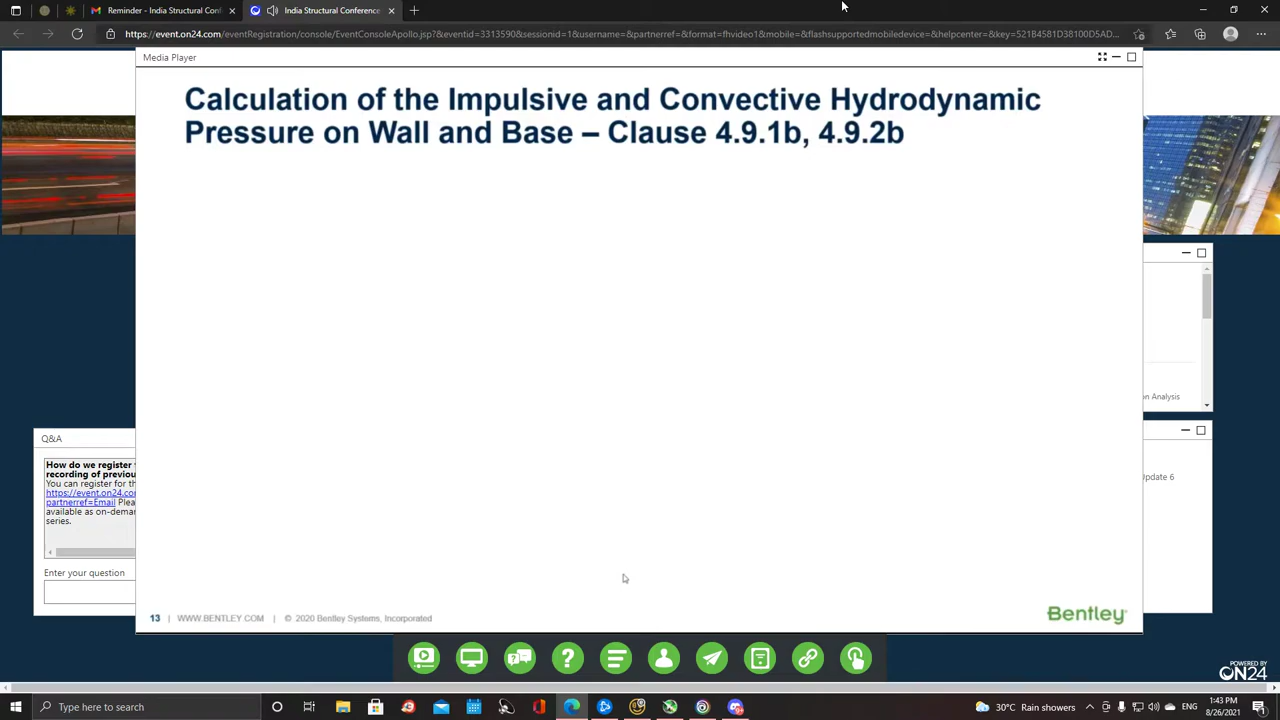 Reminder - India Structural Conf
India Structural Conference Aug
https://event.on24.com/eventRegistration/console/EventConsoleApollo.jsp?&eventid=3313590&sessionid=1&username=&partnerref=&format=fhvideo1&mobile=&flashsupportedmobiledevice=&helpcenter=&key=521B4581D38100D5AD...
Media Player
Calculation of the Impulsive and Convective Hydrodynamic
Pressure on Wall and Base – Clause 4.9.1b, 4.9.2b
on Analysis
Q&A
How do we register
recording of previou
You can register for th
https://event.on24.co
partnerref=Email Plea
available as on-dema
series.
Update 6
Enter your question
13 | WWW.BENTLEY.COM | © 2020 Bentley Systems, Incorporated
Bentley
POWERED BY
ON24
Type here to search
30°C Rain showers
1:43 PM
8/26/2021